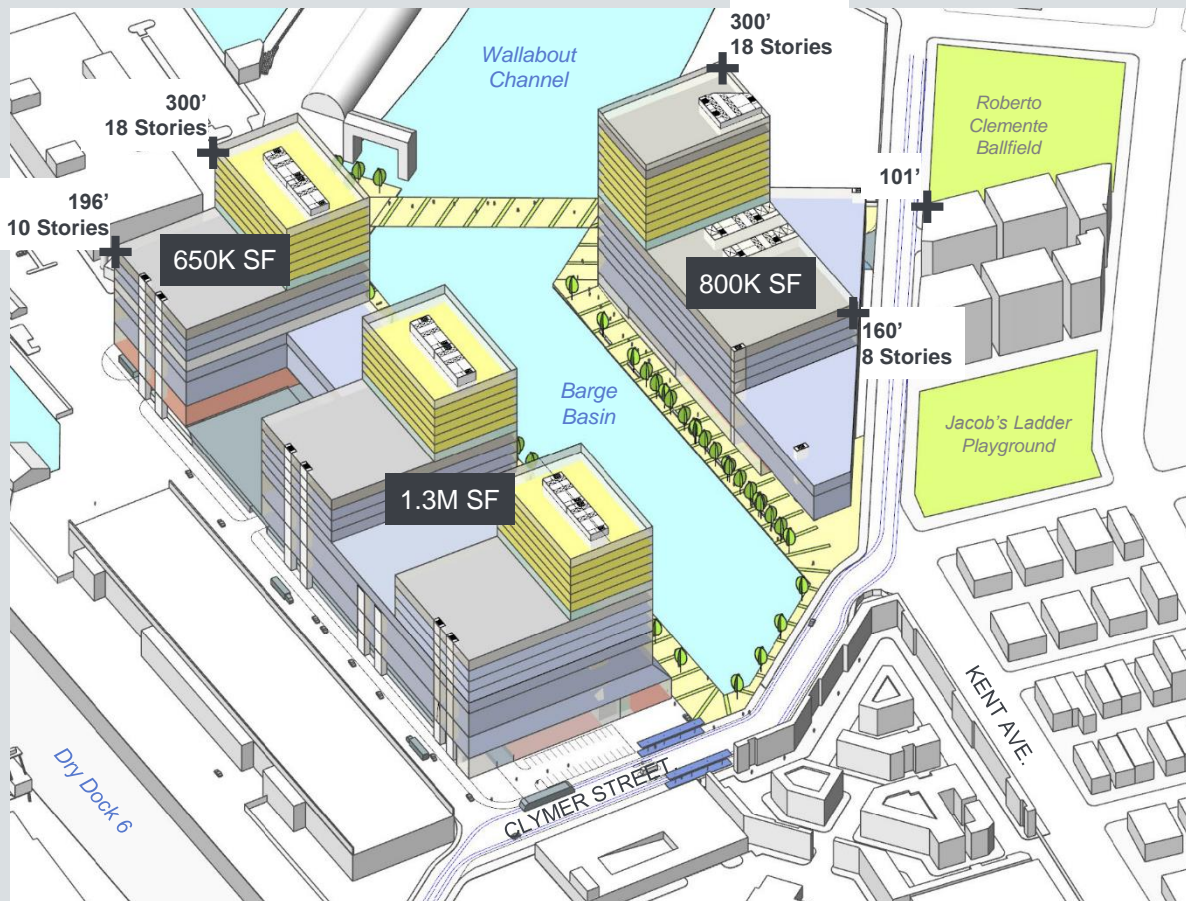 300’
18 Stories
Wallabout
Channel
Roberto
Clemente
Ballfield
300’
18 Stories
101’
196’
10 Stories
650K SF
800K SF
160’
8 Stories
Barge
Basin
Jacob’s Ladder
Playground
1.3M SF
KENT AVE.
Dry Dock 6
CLYMER STREET.